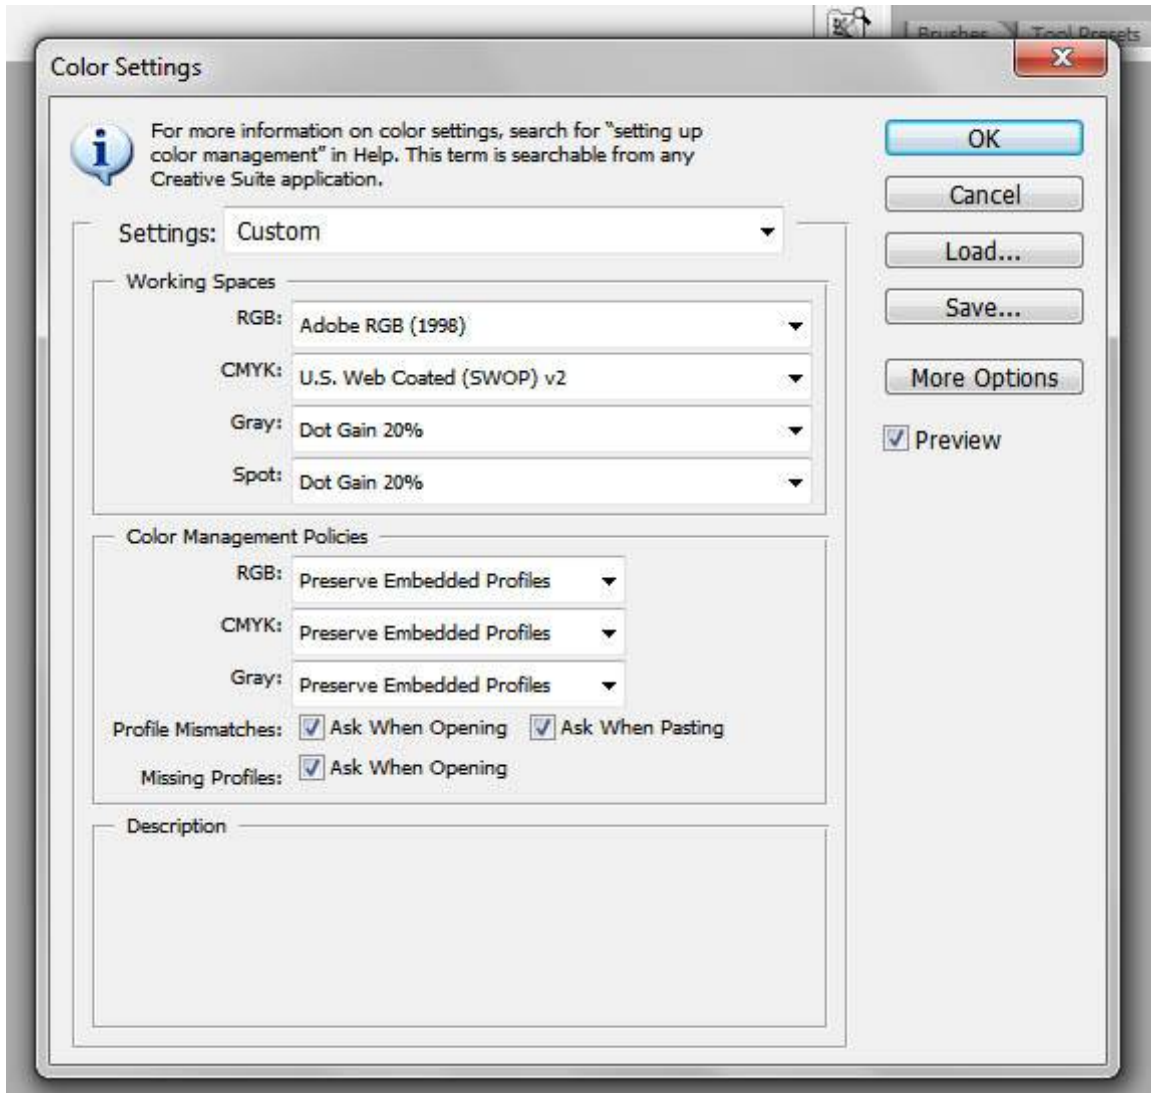 Brushes Tool Presets
Color Settings
For more information on color settings, search for "setting up
color management" in Help. This term is searchable from any
Creative Suite application.
OK
Cancel
Load...
Save...
More Options
Preview
Settings: Custom
Working Spaces
RGB: Adobe RGB (1998)
CMYK: U.S. Web Coated (SWOP) v2
Gray: Dot Gain 20%
Spot: Dot Gain 20%
Color Management Policies
RGB: Preserve Embedded Profiles
CMYK: Preserve Embedded Profiles
Gray: Preserve Embedded Profiles
Profile Mismatches: Ask When Opening Ask When Pasting
Missing Profiles: Ask When Opening
Description